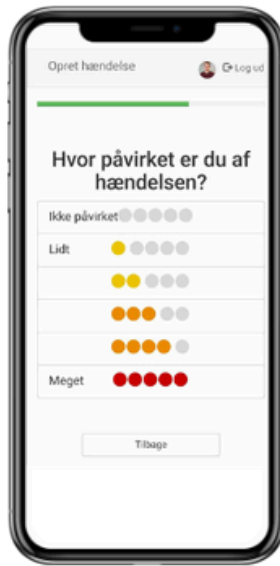 Opret hændelse
Log ud
Hvor påvirket er du af
hændelsen?
Ikke påvirket
Lidt
Meget
Tilbage